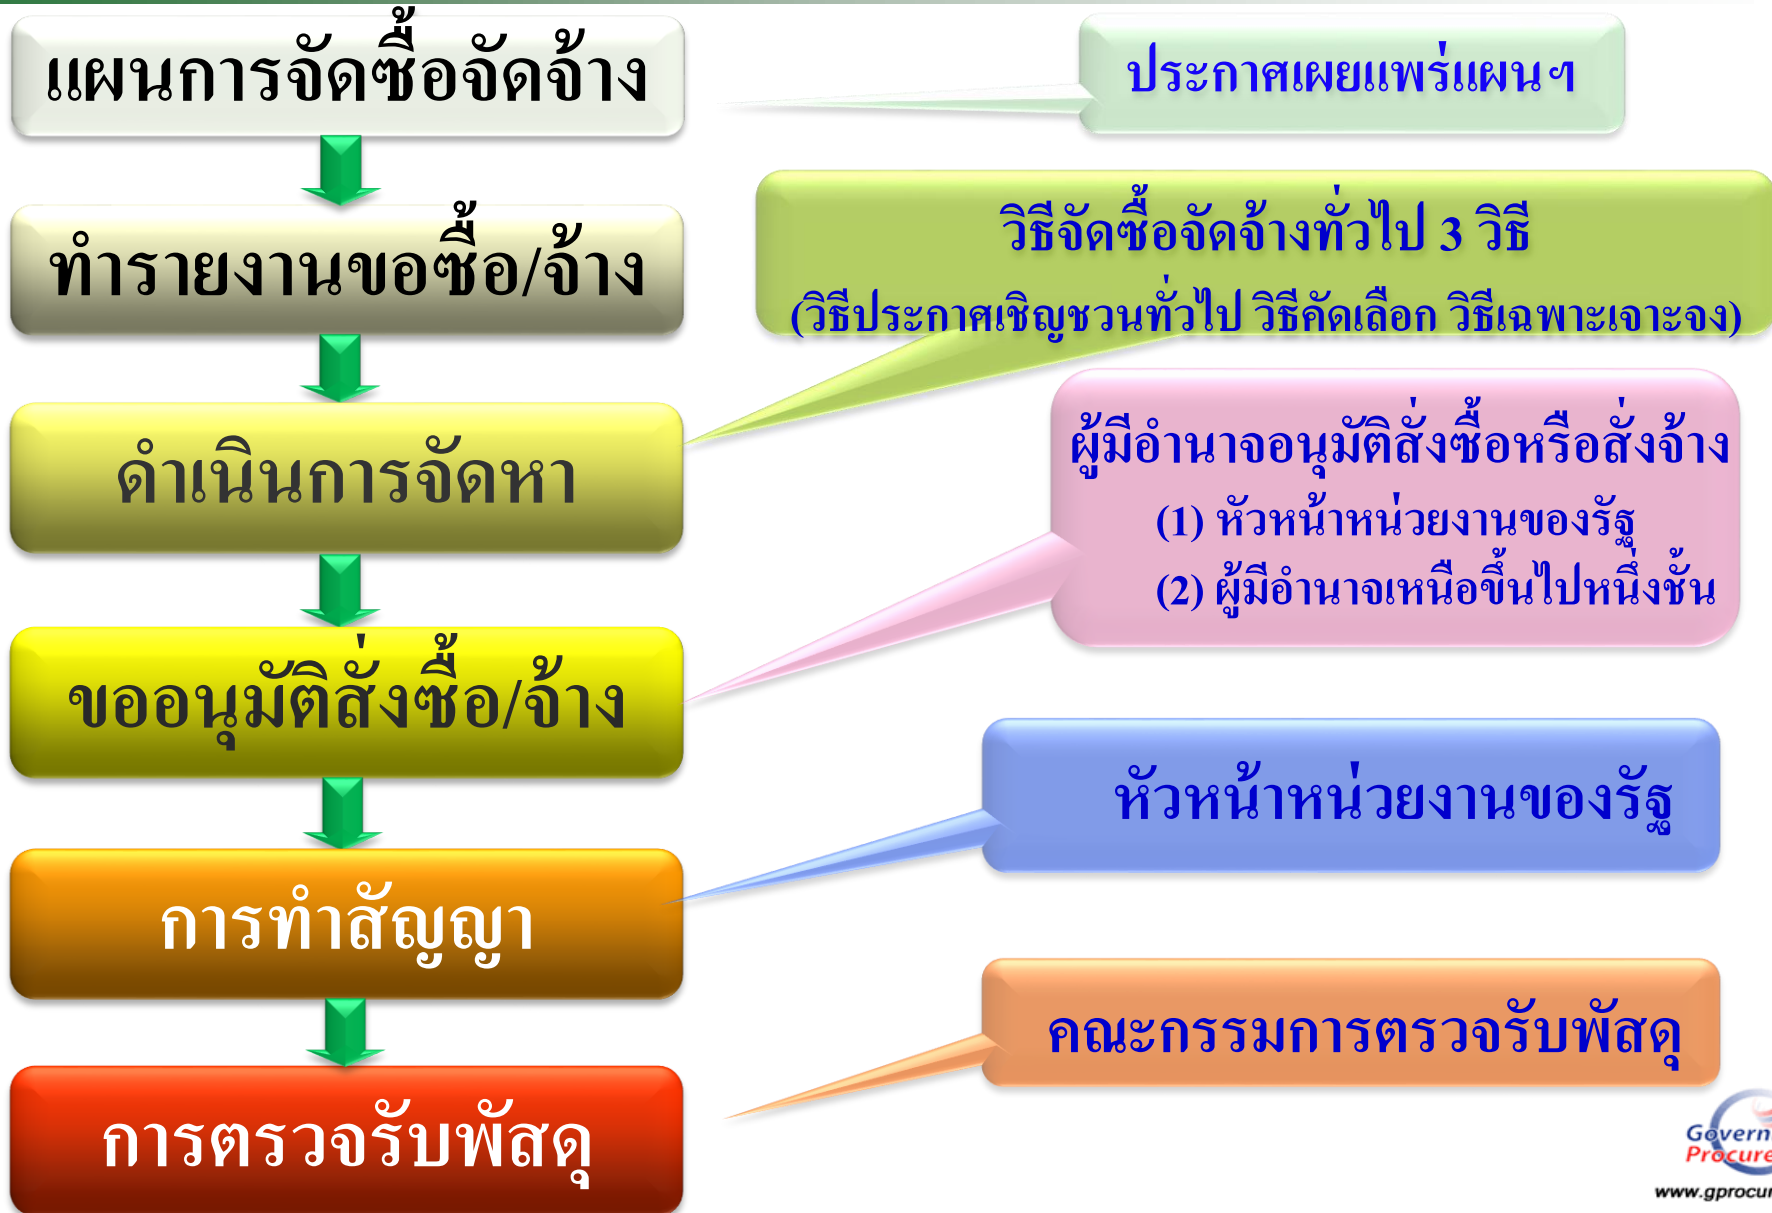 แผนการจัดซื้อจัดจ้าง
ประกาศเผยแพร่แผนฯ
ทำรายงานขอซื้อ/จ้าง
วิธีจัดซื้อจัดจ้างทั่วไป 3 วิธี
(วิธีประกาศเชิญชวนทั่วไป วิธีคัดเลือก วิธีเฉพาะเจาะจง)
ดำเนินการจัดหา
ผู้มีอำนาจอนุมัติสั่งซื้อหรือสั่งจ้าง
(1) หัวหน้าหน่วยงานของรัฐ
(2) ผู้มีอำนาจเหนือขึ้นไปหนึ่งชั้น
ขออนุมัติสั่งซื้อ/จ้าง
หัวหน้าหน่วยงานของรัฐ
การทำสัญญา
คณะกรรมการตรวจรับพัสดุ
การตรวจรับพัสดุ